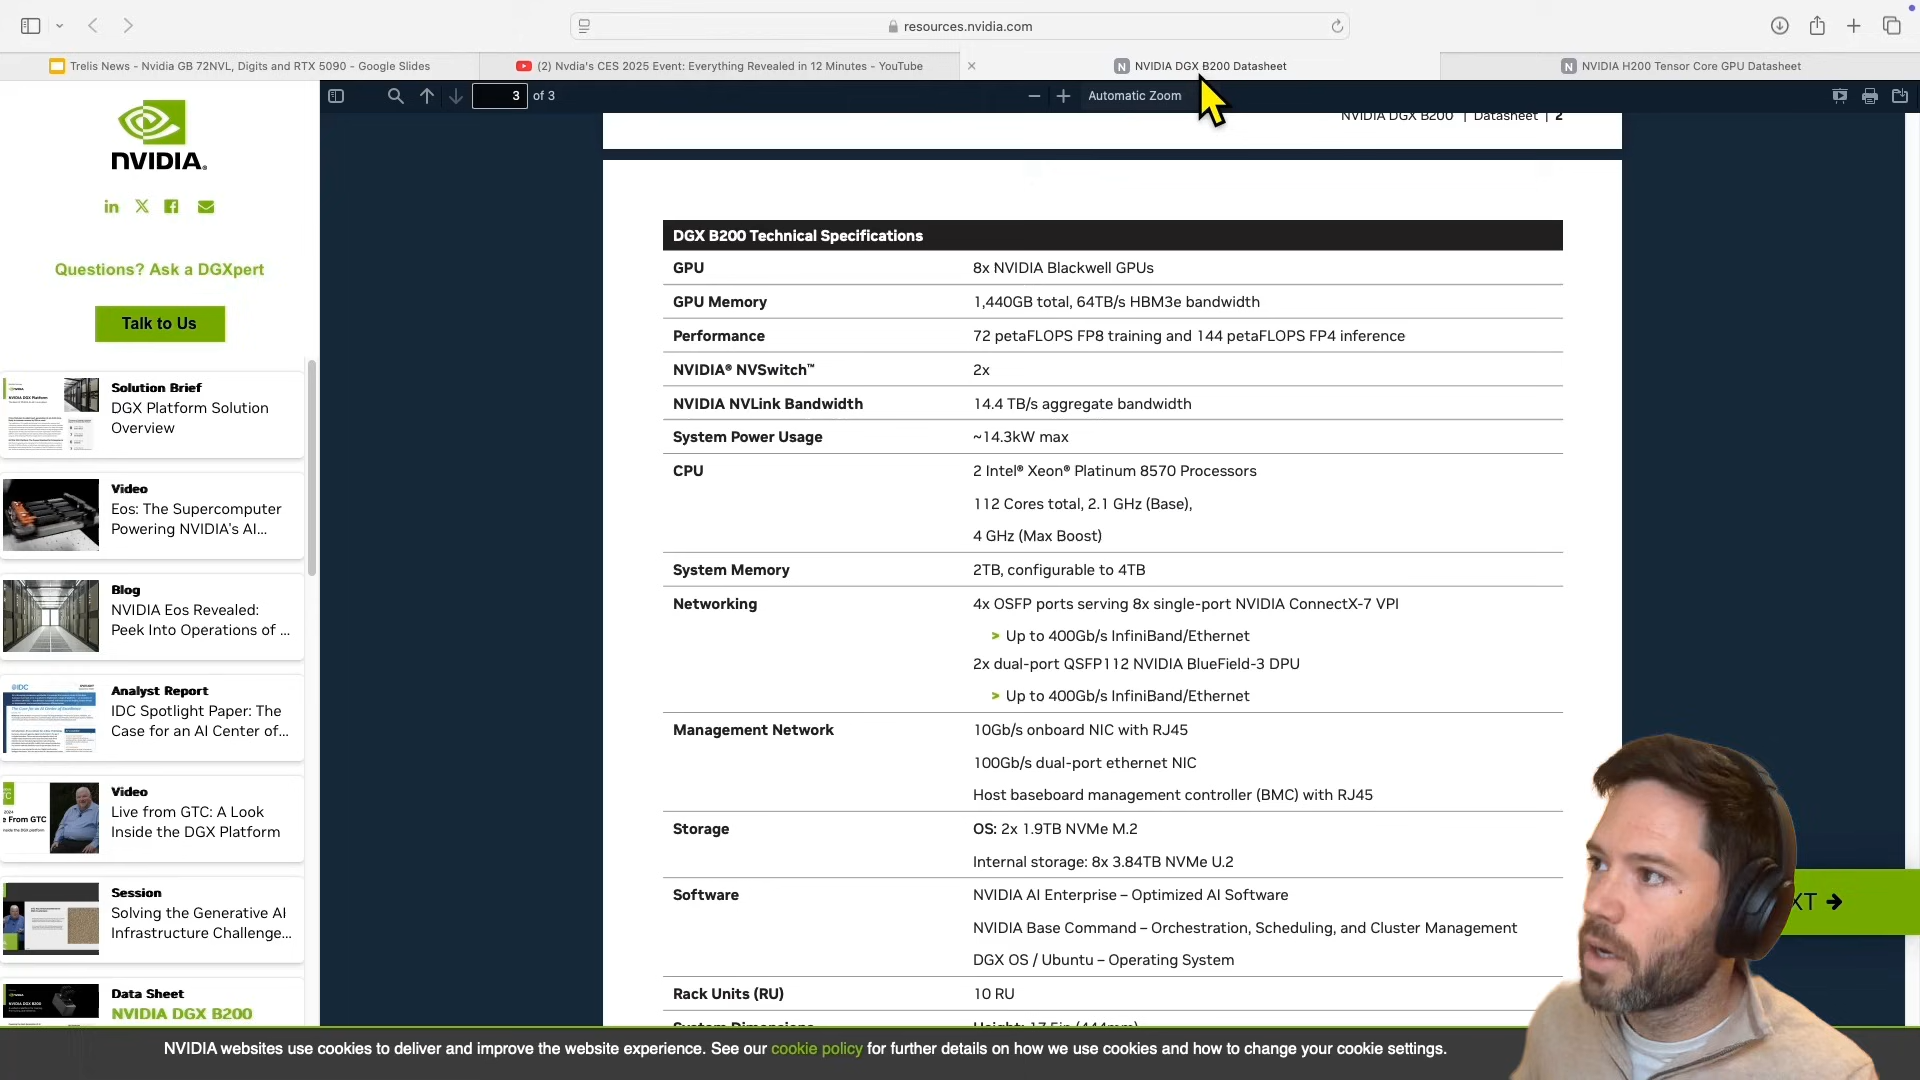 resources.nvidia.com
Trelis News - Nvidia GB 72NVL, Digits and RTX 5090 - Google Slides
(2) Nvdia's CES 2025 Event: Everything Revealed in 12 Minutes - YouTube
NVIDIA DGX B200 Datasheet
NVIDIA H200 Tensor Core GPU Datasheet
3 of 3
Automatic Zoom
NVIDIA.
Questions? Ask a DGXpert
Talk to Us
Solution Brief
DGX Platform Solution
Overview
Video
Eos: The Supercomputer
Powering NVIDIA's AI...
Blog
NVIDIA Eos Revealed:
Peek Into Operations of ...
Analyst Report
IDC Spotlight Paper: The
Case for an AI Center of...
Video
Live from GTC: A Look
Inside the DGX Platform
Session
Solving the Generative AI
Infrastructure Challenge...
Data Sheet
NVIDIA DGX B200
NVIDIA DGX B200 | Datasheet | 2
DGX B200 Technical Specifications
GPU 8x NVIDIA Blackwell GPUs
GPU Memory 1,440GB total, 64TB/s HBM3e bandwidth
Performance 72 petaFLOPS FP8 training and 144 petaFLOPS FP4 inference
NVIDIA® NVSwitch™ 2x
NVIDIA NVLink Bandwidth 14.4 TB/s aggregate bandwidth
System Power Usage ~14.3kW max
CPU 2 Intel® Xeon® Platinum 8570 Processors
112 Cores total, 2.1 GHz (Base),
4 GHz (Max Boost)
System Memory 2TB, configurable to 4TB
Networking 4x OSFP ports serving 8x single-port NVIDIA ConnectX-7 VPI
> Up to 400Gb/s InfiniBand/Ethernet
2x dual-port QSFP112 NVIDIA BlueField-3 DPU
> Up to 400Gb/s InfiniBand/Ethernet
Management Network 10Gb/s onboard NIC with RJ45
100Gb/s dual-port ethernet NIC
Host baseboard management controller (BMC) with RJ45
Storage OS: 2x 1.9TB NVMe M.2
Internal storage: 8x 3.84TB NVMe U.2
Software NVIDIA AI Enterprise – Optimized AI Software
NVIDIA Base Command – Orchestration, Scheduling, and Cluster Management
DGX OS / Ubuntu – Operating System
Rack Units (RU) 10 RU
System Dimensions Height: 17.5in (444mm)
XT
NVIDIA websites use cookies to deliver and improve the website experience. See our cookie policy for further details on how we use cookies and how to change your cookie settings.